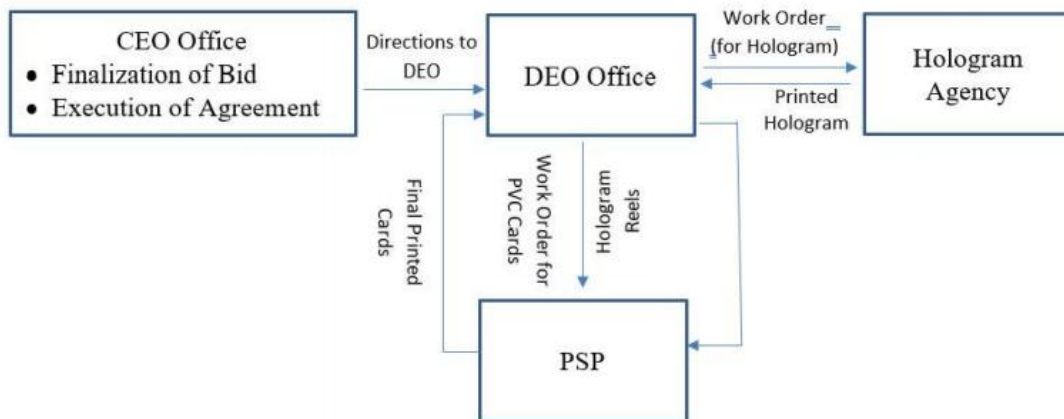 CEO Office
• Finalization of Bid
• Execution of Agreement
Directions to
DEO
DEO Office
Work Order
(for Hologram)
Printed
Hologram
Hologram
Agency
Final Printed
Cards
Work Order for
PVC Cards
Hologram
Reels
PSP